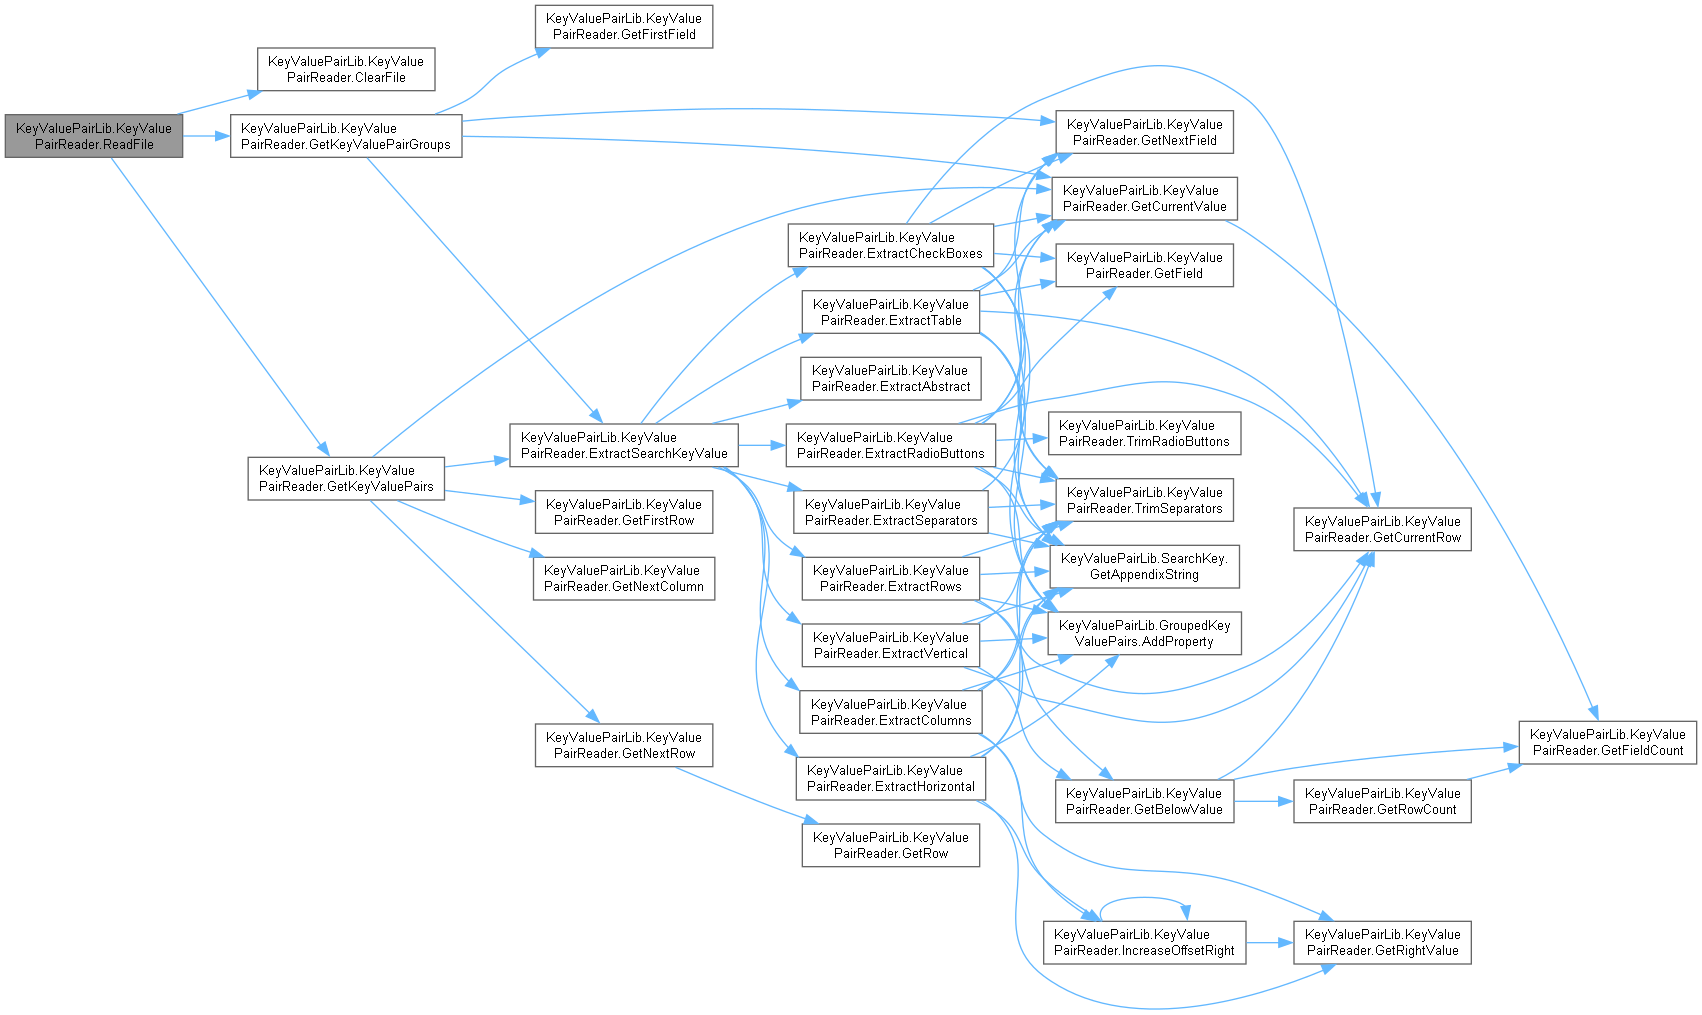 KeyValuePairLib.KeyValue
PairReader.ReadFile
KeyValuePairLib.KeyValue
PairReader.ClearFile
KeyValuePairLib.KeyValue
PairReader.GetKeyValuePairGroups
KeyValuePairLib.KeyValue
PairReader.GetKeyValuePairs
KeyValuePairLib.KeyValue
PairReader.GetFirstField
KeyValuePairLib.KeyValue
PairReader.ExtractSearchKeyValue
KeyValuePairLib.KeyValue
PairReader.GetFirstRow
KeyValuePairLib.KeyValue
PairReader.GetNextColumn
KeyValuePairLib.KeyValue
PairReader.GetNextRow
KeyValuePairLib.KeyValue
PairReader.ExtractCheckBoxes
KeyValuePairLib.KeyValue
PairReader.ExtractTable
KeyValuePairLib.KeyValue
PairReader.ExtractAbstract
KeyValuePairLib.KeyValue
PairReader.ExtractRadioButtons
KeyValuePairLib.KeyValue
PairReader.ExtractSeparators
KeyValuePairLib.KeyValue
PairReader.ExtractRows
KeyValuePairLib.KeyValue
PairReader.ExtractVertical
KeyValuePairLib.KeyValue
PairReader.ExtractColumns
KeyValuePairLib.KeyValue
PairReader.ExtractHorizontal
KeyValuePairLib.KeyValue
PairReader.GetRow
KeyValuePairLib.KeyValue
PairReader.GetNextField
KeyValuePairLib.KeyValue
PairReader.GetCurrentValue
KeyValuePairLib.KeyValue
PairReader.GetField
KeyValuePairLib.KeyValue
PairReader.TrimRadioButtons
KeyValuePairLib.KeyValue
PairReader.TrimSeparators
KeyValuePairLib.SearchKey.
GetAppendixString
KeyValuePairLib.GroupedKey
ValuePairs.AddProperty
KeyValuePairLib.KeyValue
PairReader.GetBelowValue
KeyValuePairLib.KeyValue
PairReader.IncreaseOffsetRight
KeyValuePairLib.KeyValue
PairReader.GetCurrentRow
KeyValuePairLib.KeyValue
PairReader.GetRowCount
KeyValuePairLib.KeyValue
PairReader.GetRightValue
KeyValuePairLib.KeyValue
PairReader.GetFieldCount